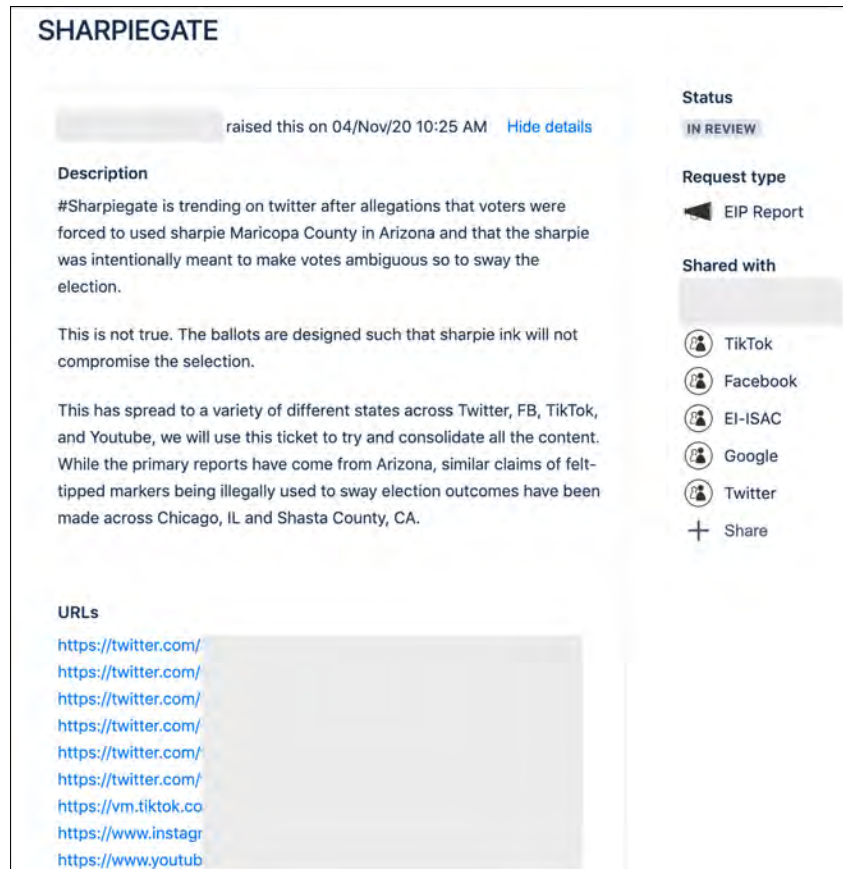 SHARPIEGATE
raised this on 04/Nov/20 10:25 AM Hide details
Description
#Sharpiegate is trending on twitter after allegations that voters were
forced to used sharpie Maricopa County in Arizona and that the sharpie
was intentionally meant to make votes ambiguous so to sway the
election.
This is not true. The ballots are designed such that sharpie ink will not
compromise the selection.
This has spread to a variety of different states across Twitter, FB, TikTok,
and Youtube, we will use this ticket to try and consolidate all the content.
While the primary reports have come from Arizona, similar claims of felt-
tipped markers being illegally used to sway election outcomes have been
made across Chicago, IL and Shasta County, CA.
URLs
https://twitter.com/
https://twitter.com/
https://twitter.com/
https://twitter.com/
https://twitter.com/
https://twitter.com/
https://vm.tiktok.co
https://www.instagr
https://www.youtub
Status
IN REVIEW
Request type
EIP Report
Shared with
TikTok
Facebook
EI-ISAC
Google
Twitter
+ Share